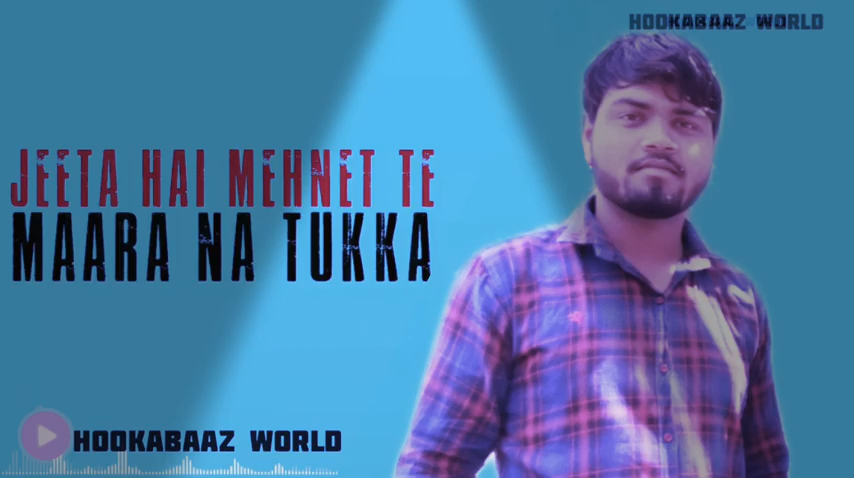 HOOKABAAZ WORLD
JEETA HAI MEHNET TE
MAARA NA TUKKA
HOOKABAAZ WORLD